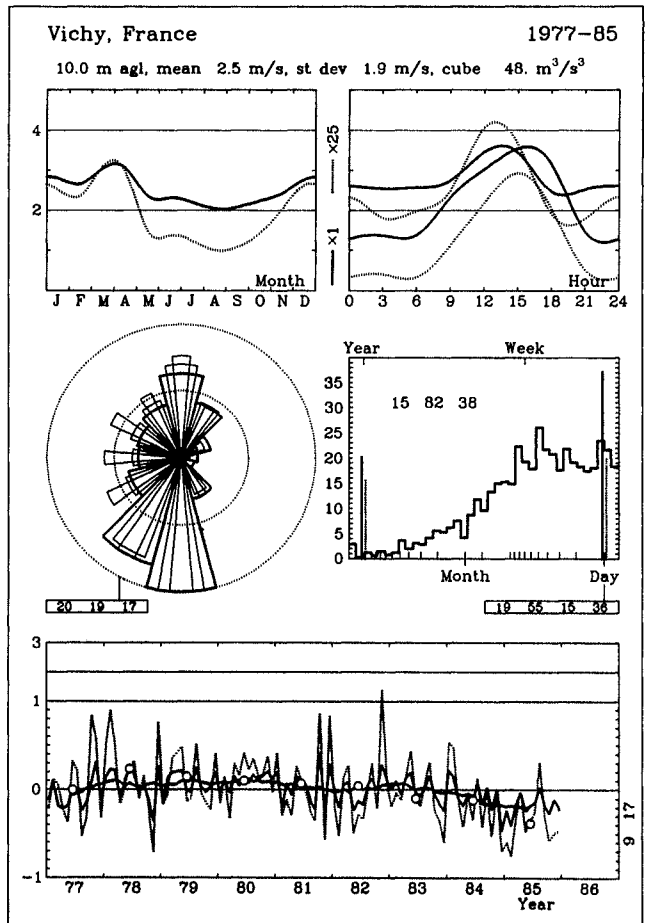 Vichy, France 1977-85
10.0 m agl, mean 2.5 m/s, st dev 1.9 m/s, cube 48. m³/s³
4
2
×25
×1
Month
Hour
J F M A M J J A S O N D
0 3 6 9 12 15 18 21 24
Year Week
35
30
25
20
15
10
5
0
15 82 38
Month Day
20 19 17
19 55 15 36
3
1
0
-1
77 78 79 80 81 82 83 84 85 86
Year
9 17